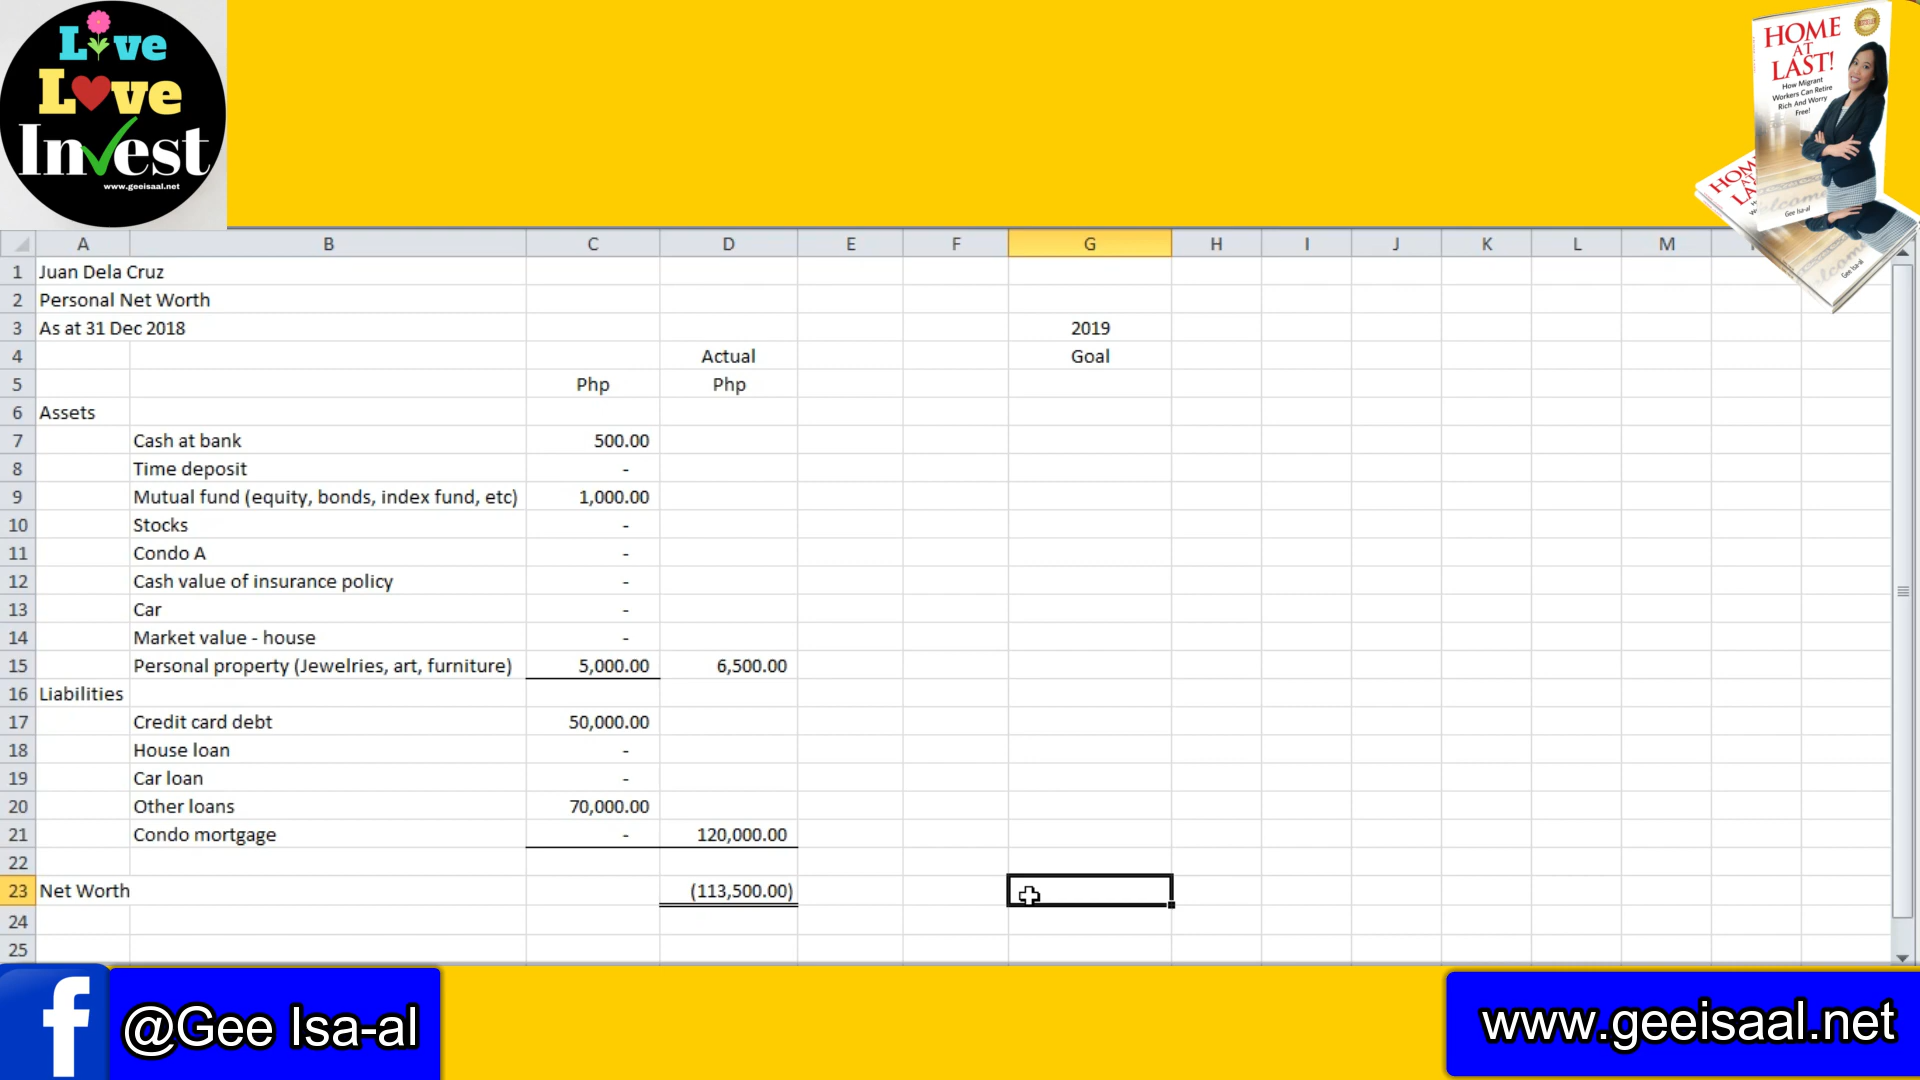 Live
Love
Invest
www.geeisaal.net
HOME
AT
LAST!
How Migrant
Workers Can Retire
Rich And Worry
Free!
Gee Isa-al
A B C D E F G H I J K L M
1 Juan Dela Cruz
2 Personal Net Worth
3 As at 31 Dec 2018 2019
4 Actual Goal
5 Php Php
6 Assets
7 Cash at bank 500.00
8 Time deposit -
9 Mutual fund (equity, bonds, index fund, etc) 1,000.00
10 Stocks -
11 Condo A -
12 Cash value of insurance policy -
13 Car -
14 Market value - house -
15 Personal property (Jewelries, art, furniture) 5,000.00 6,500.00
16 Liabilities
17 Credit card debt 50,000.00
18 House loan -
19 Car loan -
20 Other loans 70,000.00
21 Condo mortgage - 120,000.00
22
23 Net Worth (113,500.00)
24
25
f @Gee Isa-al
www.geeisaal.net